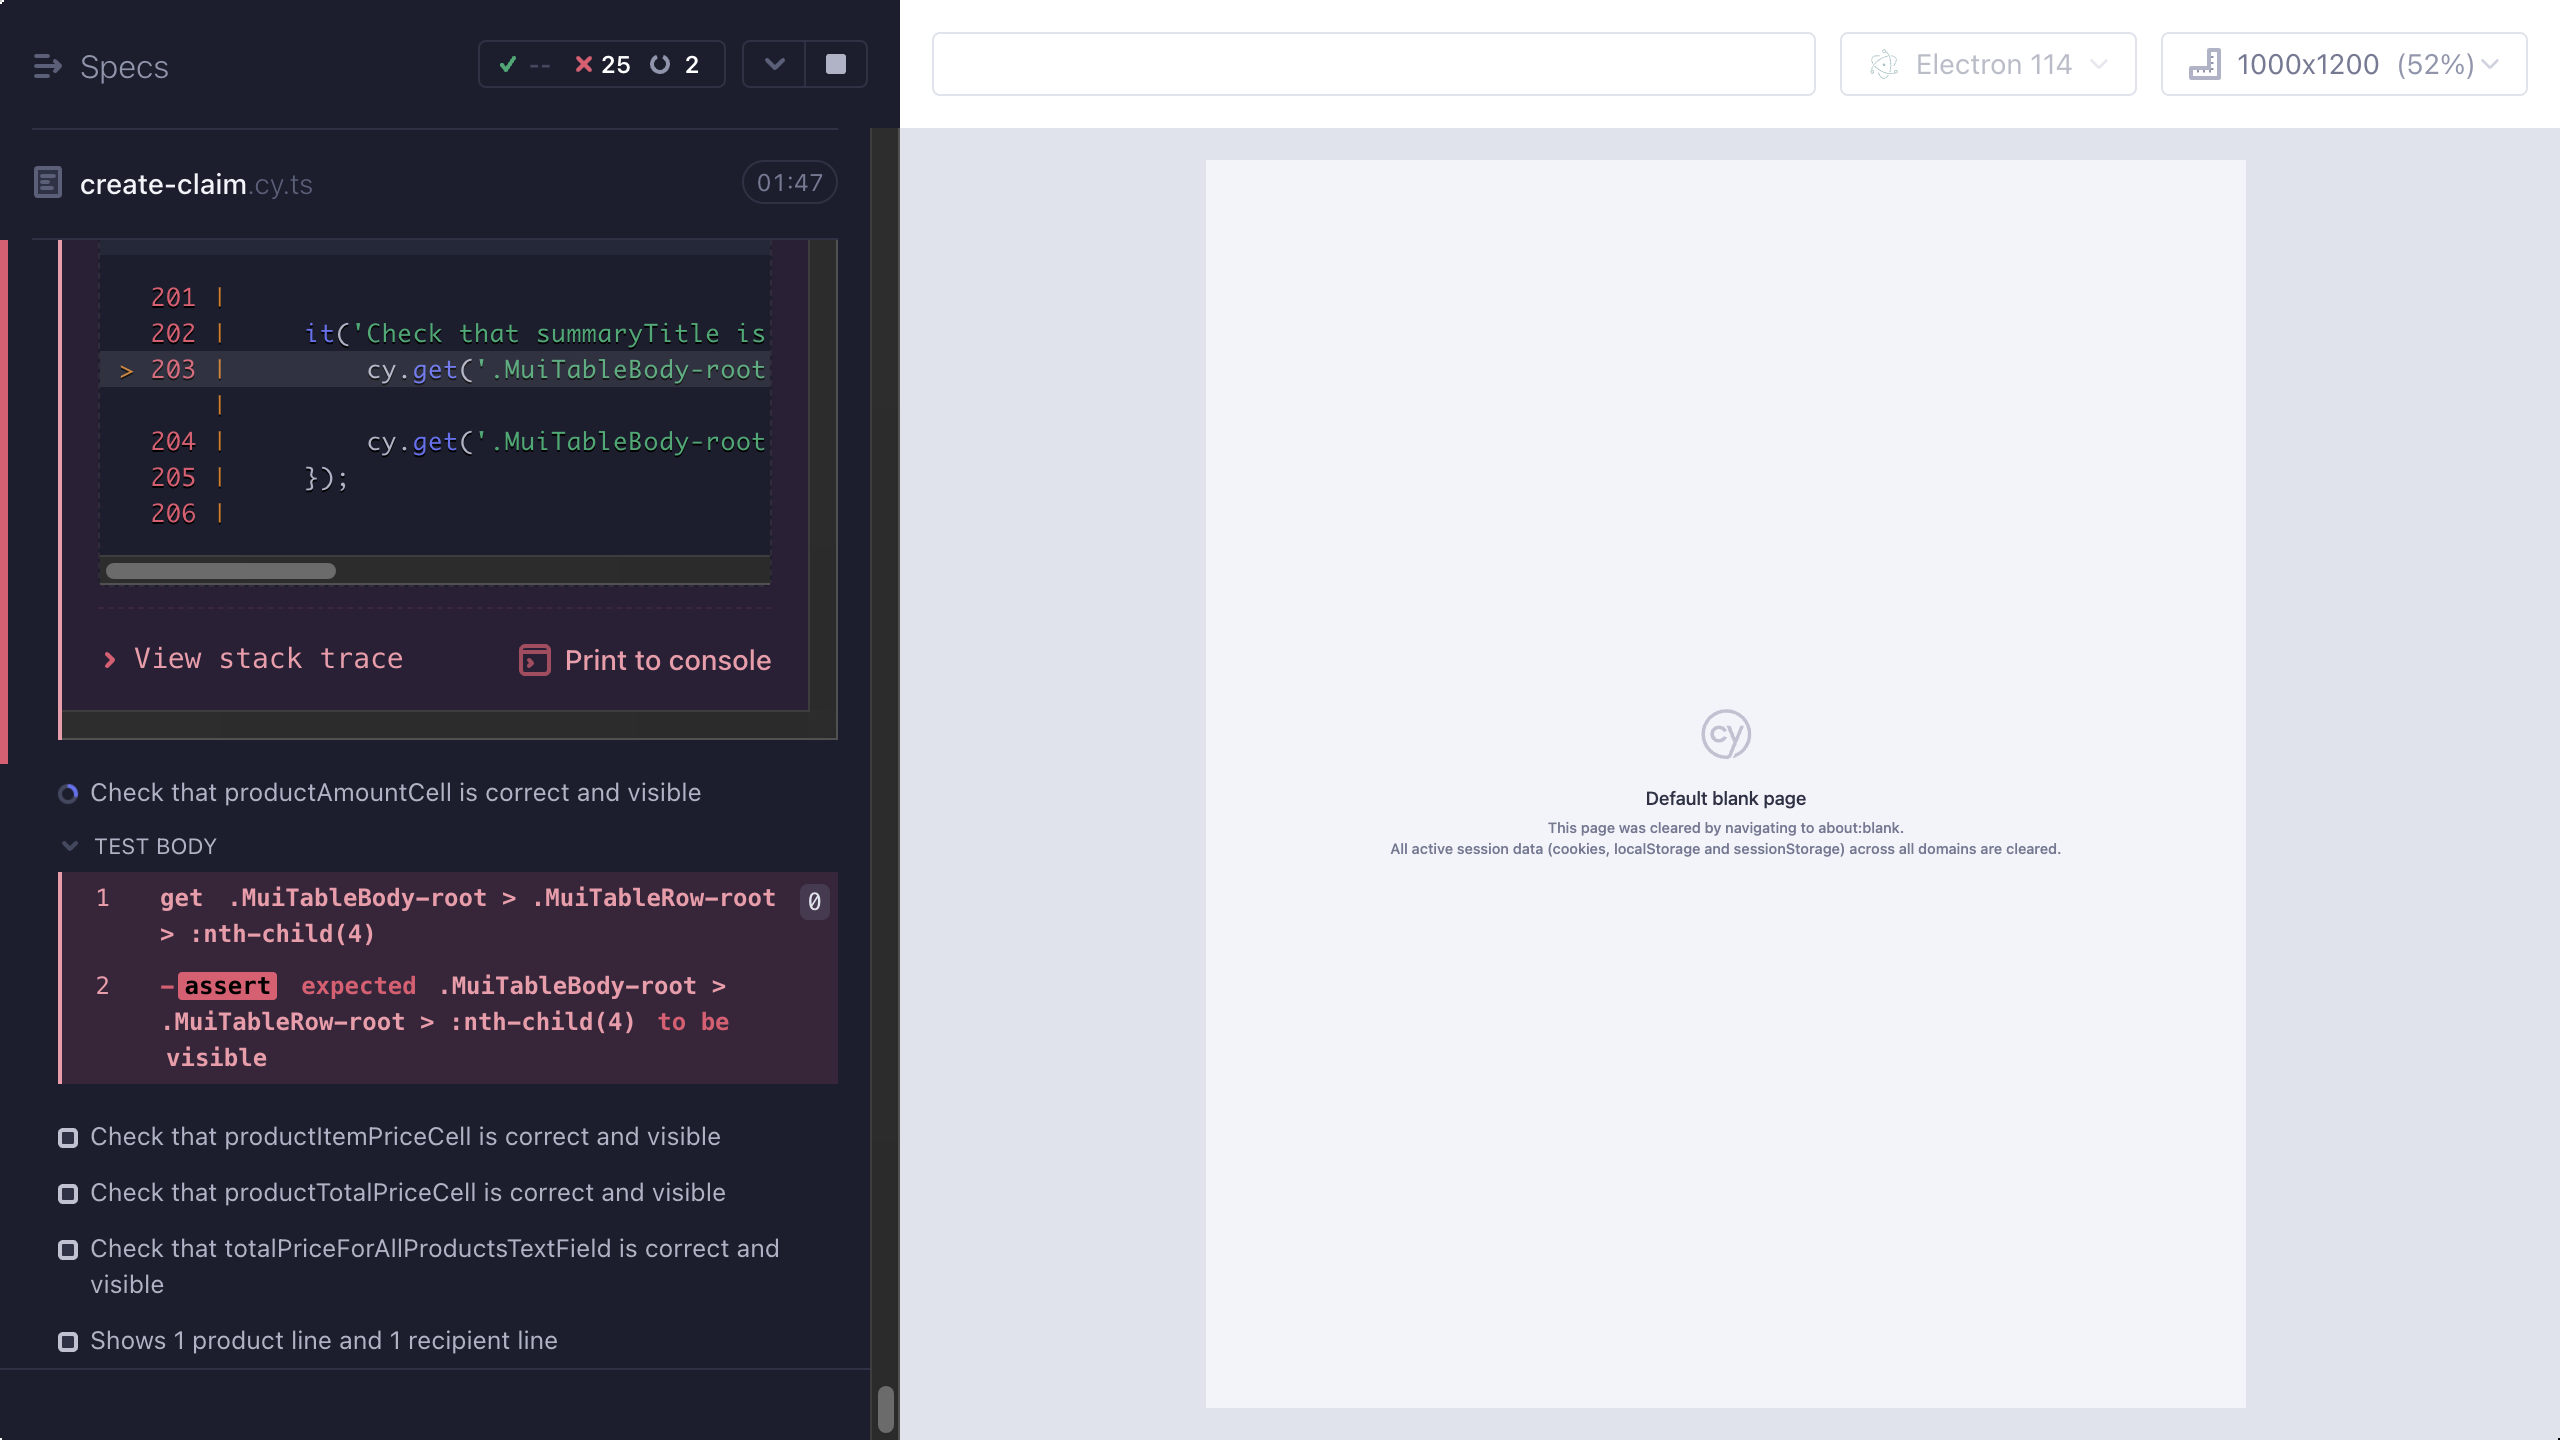 Specs
-- 25 2
Electron 114
1000x1200 (52%)
create-claim.cy.ts
01:47
201 |
202 | it('Check that summaryTitle is
> 203 | cy.get('.MuiTableBody-root
|
204 | cy.get('.MuiTableBody-root
205 | });
206 |
View stack trace
Print to console
Check that productAmountCell is correct and visible
TEST BODY
1 get .MuiTableBody-root > .MuiTableRow-root 0
> :nth-child(4)
2 -assert expected .MuiTableBody-root >
.MuiTableRow-root > :nth-child(4) to be
visible
Check that productItemPriceCell is correct and visible
Check that productTotalPriceCell is correct and visible
Check that totalPriceForAllProductsTextField is correct and
visible
Shows 1 product line and 1 recipient line
cy
Default blank page
This page was cleared by navigating to about:blank.
All active session data (cookies, localStorage and sessionStorage) across all domains are cleared.